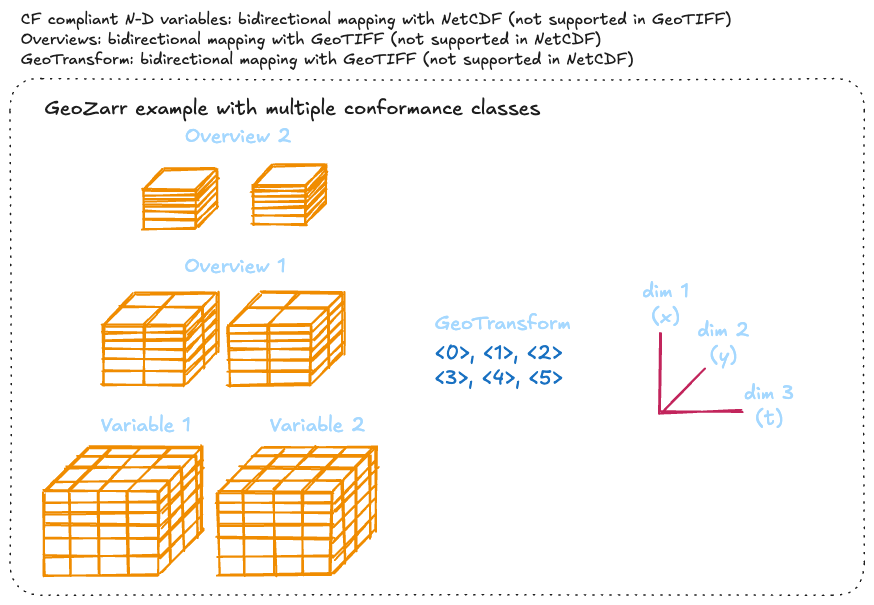 CF compliant N-D variables: bidirectional mapping with NetCDF (not supported in GeoTIFF)
Overviews: bidirectional mapping with GeoTIFF (not supported in NetCDF)
GeoTransform: bidirectional mapping with GeoTIFF (not supported in NetCDF)
GeoZarr example with multiple conformance classes
Overview 2
Overview 1
GeoTransform
<0>, <1>, <2>
<3>, <4>, <5>
dim 1
(x)
dim 2
(y)
dim 3
(t)
Variable 1
Variable 2